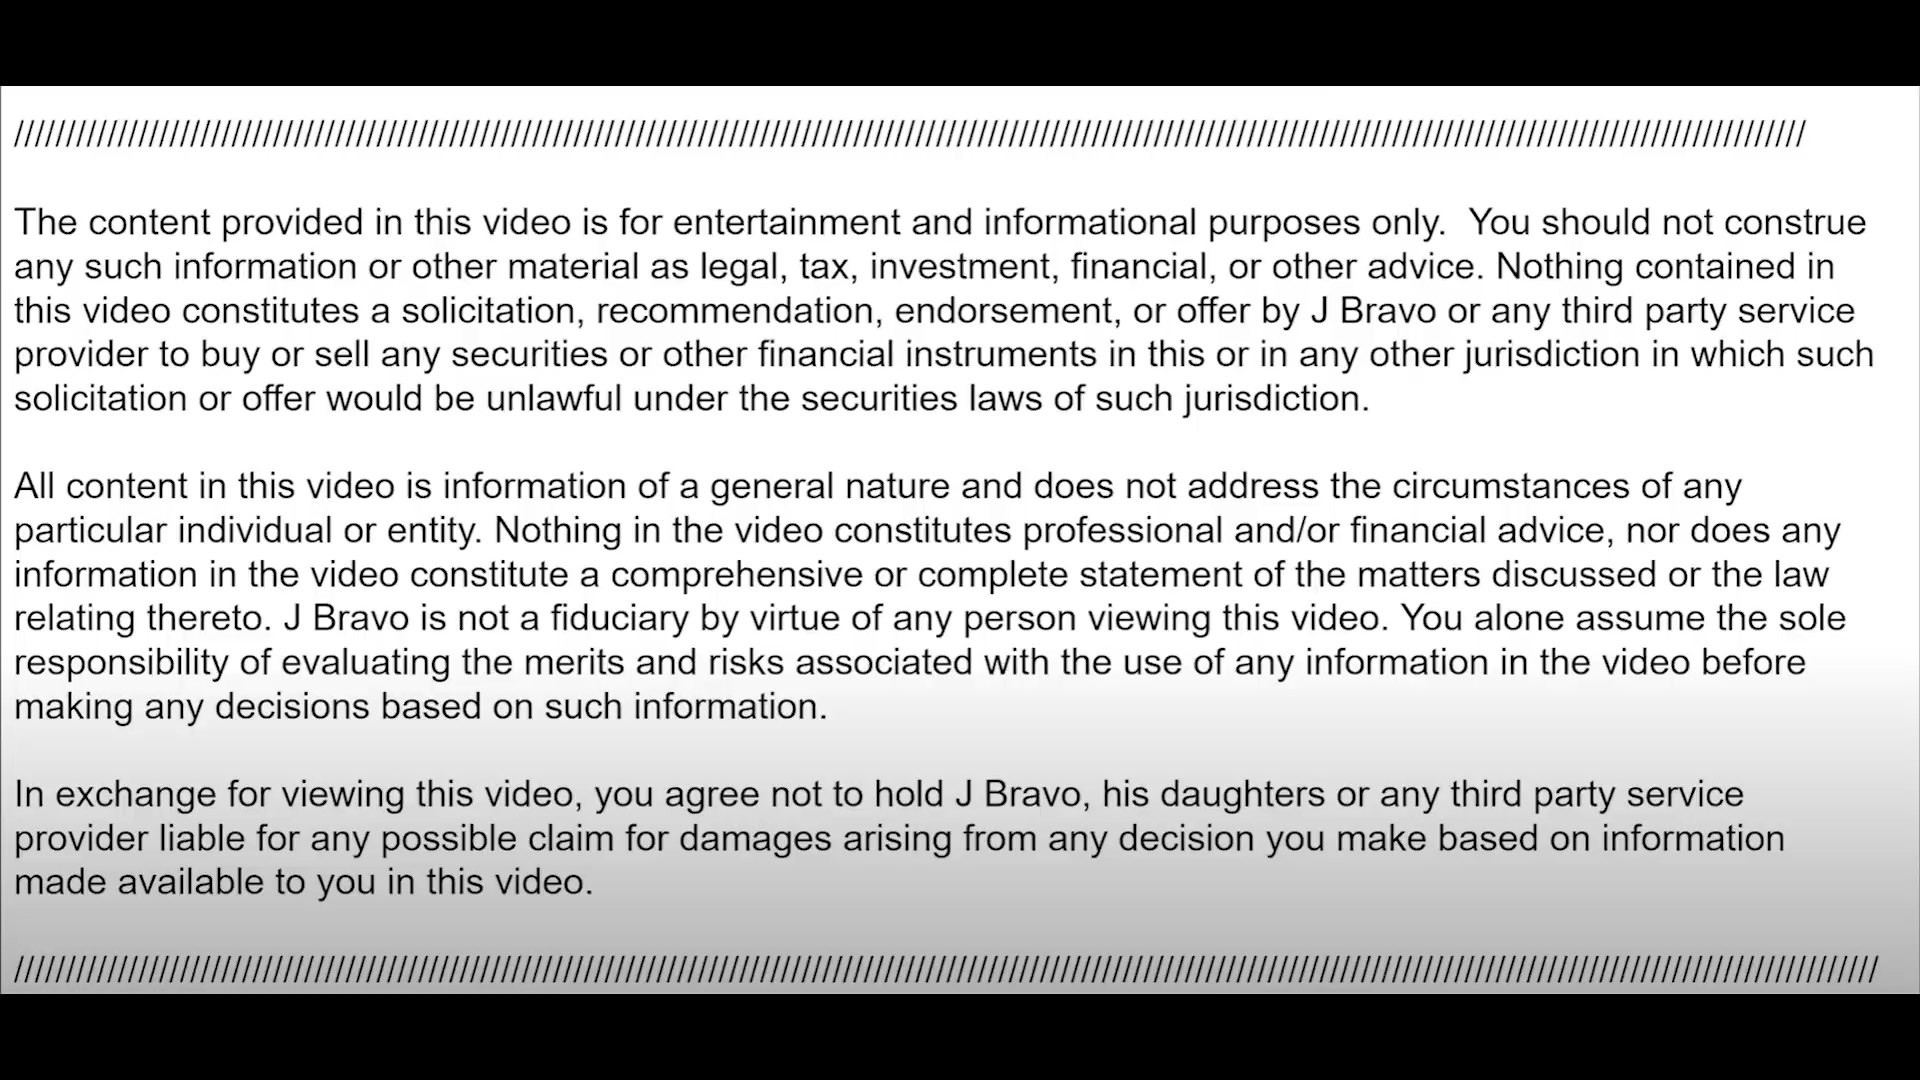 ////////////////////////////////////////////////////////////////////////////////////////////////////////////////////////////////////////////////////////////////
The content provided in this video is for entertainment and informational purposes only.  You should not construe
any such information or other material as legal, tax, investment, financial, or other advice. Nothing contained in
this video constitutes a solicitation, recommendation, endorsement, or offer by J Bravo or any third party service
provider to buy or sell any securities or other financial instruments in this or in any other jurisdiction in which such
solicitation or offer would be unlawful under the securities laws of such jurisdiction.
All content in this video is information of a general nature and does not address the circumstances of any
particular individual or entity. Nothing in the video constitutes professional and/or financial advice, nor does any
information in the video constitute a comprehensive or complete statement of the matters discussed or the law
relating thereto. J Bravo is not a fiduciary by virtue of any person viewing this video. You alone assume the sole
responsibility of evaluating the merits and risks associated with the use of any information in the video before
making any decisions based on such information.
In exchange for viewing this video, you agree not to hold J Bravo, his daughters or any third party service
provider liable for any possible claim for damages arising from any decision you make based on information
made available to you in this video.
////////////////////////////////////////////////////////////////////////////////////////////////////////////////////////////////////////////////////////////////////////